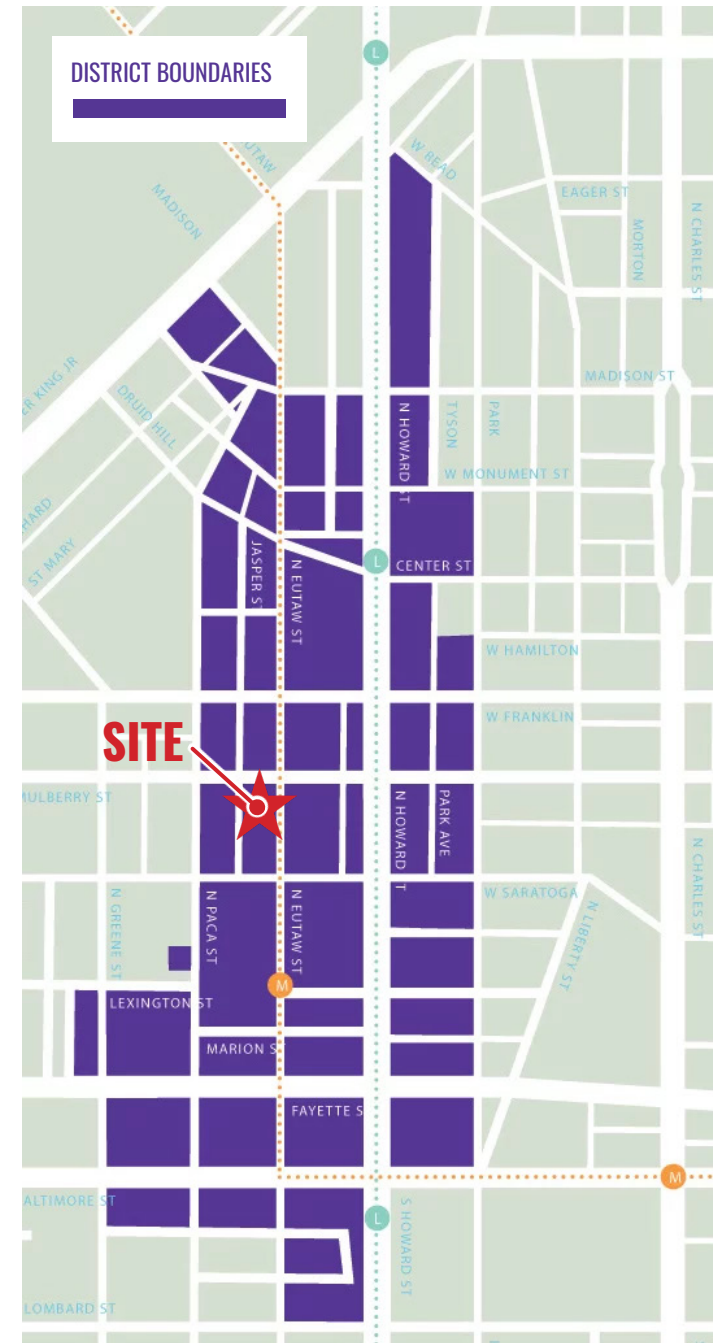 L
DISTRICT BOUNDARIES
UTAW
W READ
MADISON
EAGER ST
N CHARLES ST
MORTON
ER KING JR
MADISON ST
DRUID HILL
N HOWARD ST
TYSON
PARK
W MONUMENT ST
HARD
ST MARY
JASPER S
N EUTAW ST
L
CENTER ST
W HAMILTON
W FRANKLIN
SITE
MULBERRY ST
N HOWARD T
PARK AVE
N CHARLES ST
N GREENE ST
N PACA ST
N EUTAW ST
W SARATOGA
N LIBERTY ST
M
LEXINGTON ST
MARION S
FAYETTE S
M
ALTIMORE ST
L
S HOWARD ST
LOMBARD ST